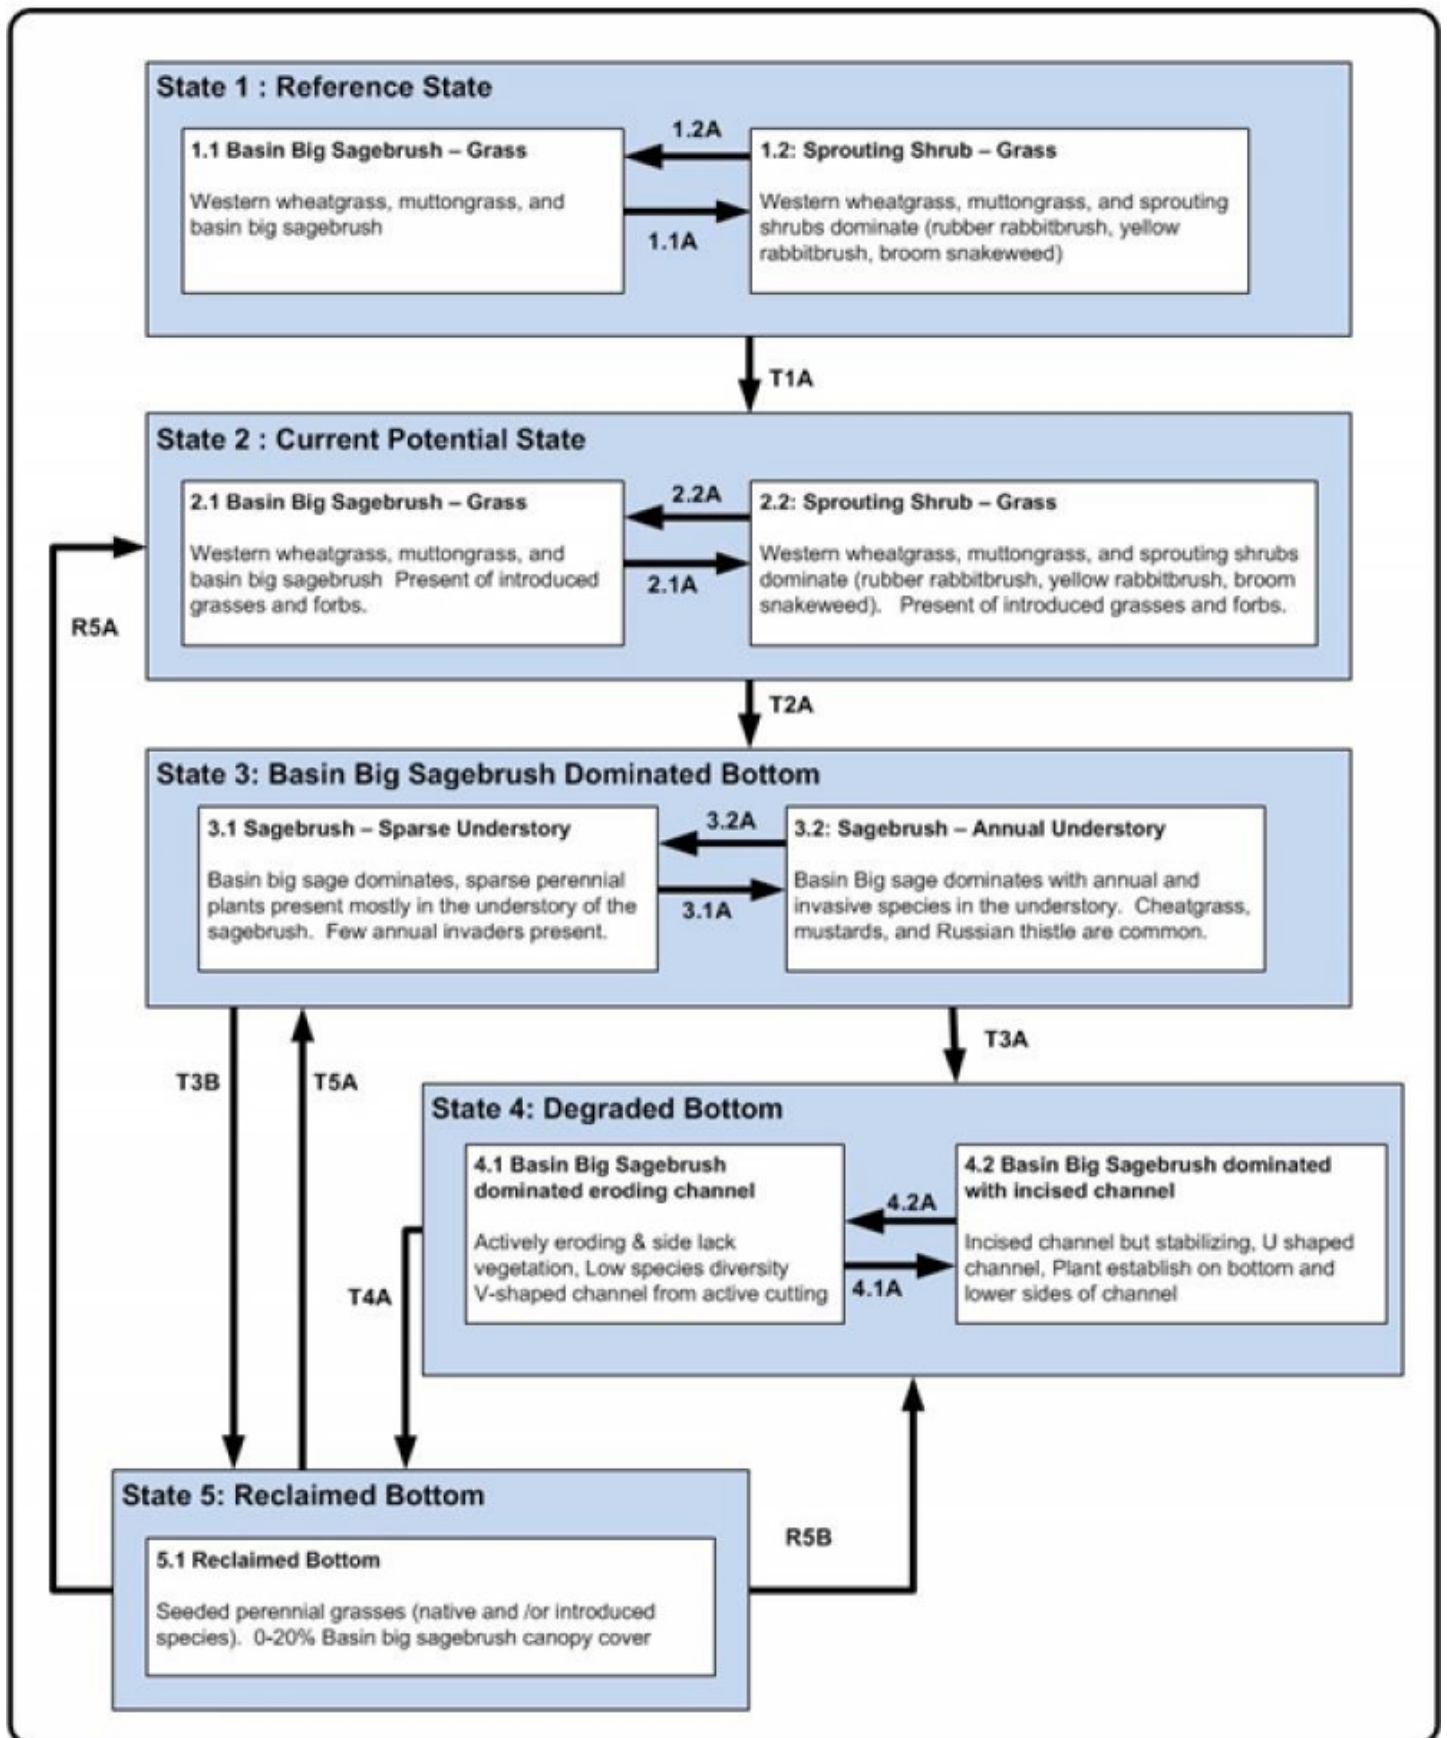 State 1 : Reference State
1.1 Basin Big Sagebrush – Grass
Western wheatgrass, muttongrass, and
basin big sagebrush
1.2A
1.1A
1.2: Sprouting Shrub – Grass
Western wheatgrass, muttongrass, and sprouting
shrubs dominate (rubber rabbitbrush, yellow
rabbitbrush, broom snakeweed)
T1A
State 2 : Current Potential State
2.1 Basin Big Sagebrush – Grass
Western wheatgrass, muttongrass, and
basin big sagebrush  Present of introduced
grasses and forbs.
2.2A
2.1A
2.2: Sprouting Shrub – Grass
Western wheatgrass, muttongrass, and sprouting shrubs
dominate (rubber rabbitbrush, yellow rabbitbrush, broom
snakeweed).  Present of introduced grasses and forbs.
R5A
T2A
State 3: Basin Big Sagebrush Dominated Bottom
3.1 Sagebrush – Sparse Understory
Basin big sage dominates, sparse perennial
plants present mostly in the understory of the
sagebrush.  Few annual invaders present.
3.2A
3.1A
3.2: Sagebrush – Annual Understory
Basin Big sage dominates with annual and
invasive species in the understory.  Cheatgrass,
mustards, and Russian thistle are common.
T3B
T5A
T3A
State 4: Degraded Bottom
4.1 Basin Big Sagebrush
dominated eroding channel
Actively eroding & side lack
vegetation, Low species diversity
V-shaped channel from active cutting
4.2A
4.1A
4.2 Basin Big Sagebrush dominated
with incised channel
Incised channel but stabilizing, U shaped
channel, Plant establish on bottom and
lower sides of channel
T4A
State 5: Reclaimed Bottom
5.1 Reclaimed Bottom
Seeded perennial grasses (native and /or introduced
species).  0-20% Basin big sagebrush canopy cover
R5B